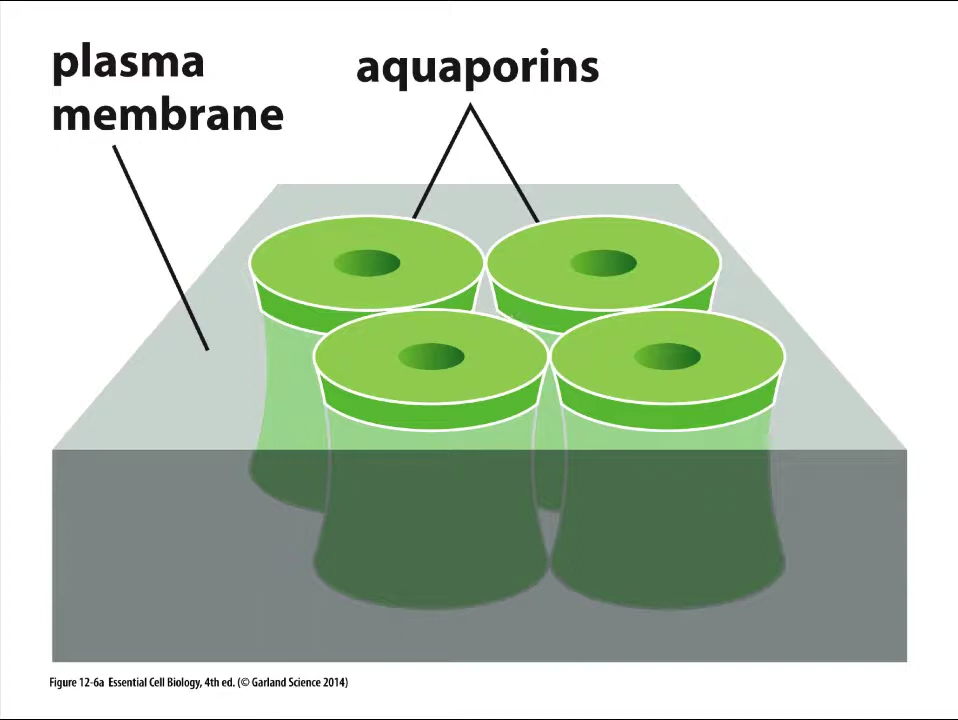 plasma
membrane
aquaporins
Figure 12-6a Essential Cell Biology, 4th ed. (© Garland Science 2014)